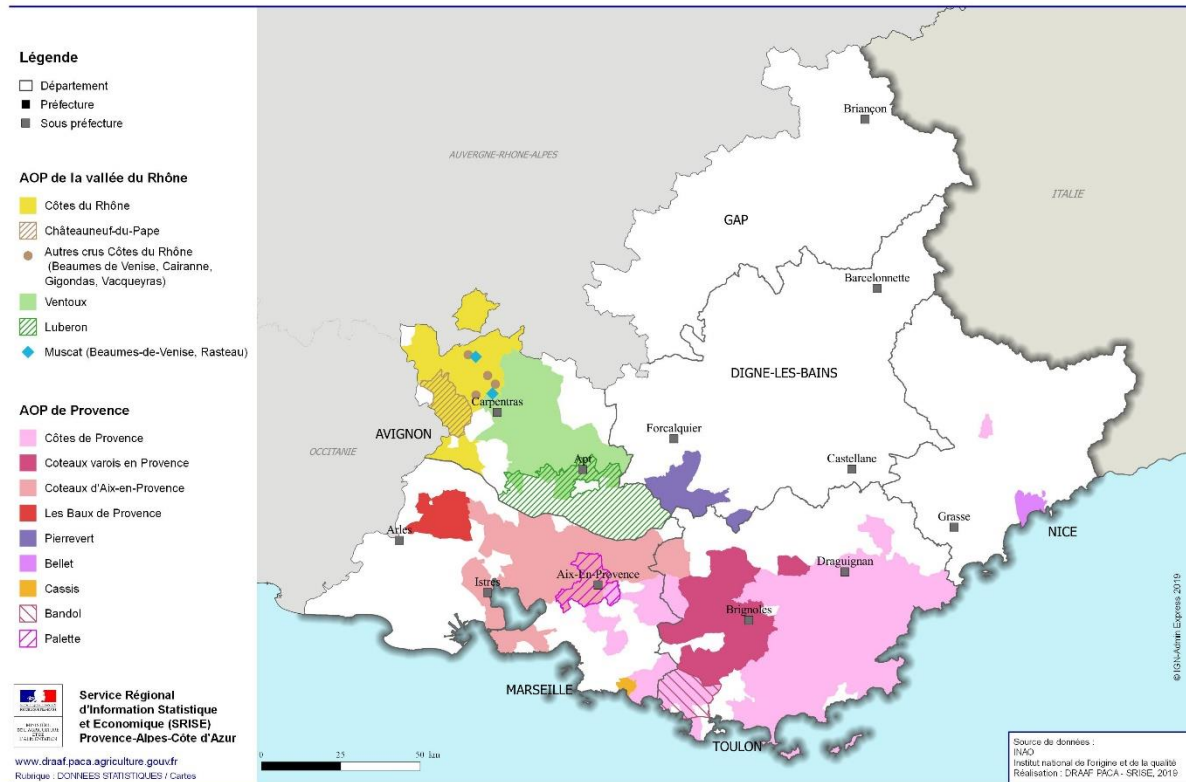 Légende
Département
Préfecture
Sous préfecture
AOP de la vallée du Rhône
Côtes du Rhône
Châteauneuf-du-Pape
Autres crus Côtes du Rhône
(Beaumes de Venise, Cairanne,
Gigondas, Vacqueyras)
Ventoux
Luberon
Muscat (Beaumes-de-Venise, Rasteau)
AOP de Provence
Côtes de Provence
Coteaux varois en Provence
Coteaux d'Aix-en-Provence
Les Baux de Provence
Pierrevert
Bellet
Cassis
Bandol
Palette
Service Régional
d'Information Statistique
et Economique (SRISE)
Provence-Alpes-Côte d'Azur
www.draaf.paca.agriculture.gouv.fr
Rubrique : DONNEES STATISTIQUES / Cartes
Briançon
AUVERGNE-RHONE-ALPES
ITALIE
GAP
Barcelonnette
DIGNE-LES-BAINS
Carpentras
AVIGNON
Forcalquier
OCCITANIE
Apt
Castellane
Grasse
NICE
Arles
Draguignan
Istres
Aix-En-Provence
Brignoles
MARSEILLE
TOULON
0 25 50 km
© IGN-Admin Express 2019
Source de données :
INAO
Institut national de l'origine et de la qualité
Réalisation : DRAAF PACA - SRISE, 2019